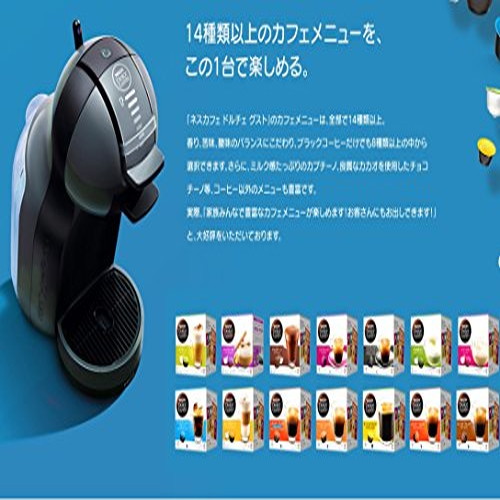 14種類以上のカフェメニューを、
この1台で楽しめる。
「ネスカフェ ドルチェ グスト」のカフェメニューは、全部で14種類以上。
香り、苦味、酸味のバランスにこだわり、ブラックコーヒーだけでも8種類以上の中から
選択できます。さらに、ミルク感たっぷりのカプチーノ、良質なカカオを使用したチョコ
チーノ等、コーヒー以外のメニューも豊富です。
実際、「家族みんなで豊富なカフェメニューが楽しめます!お客さんにもお出しできます!」
と、大好評をいただいております。